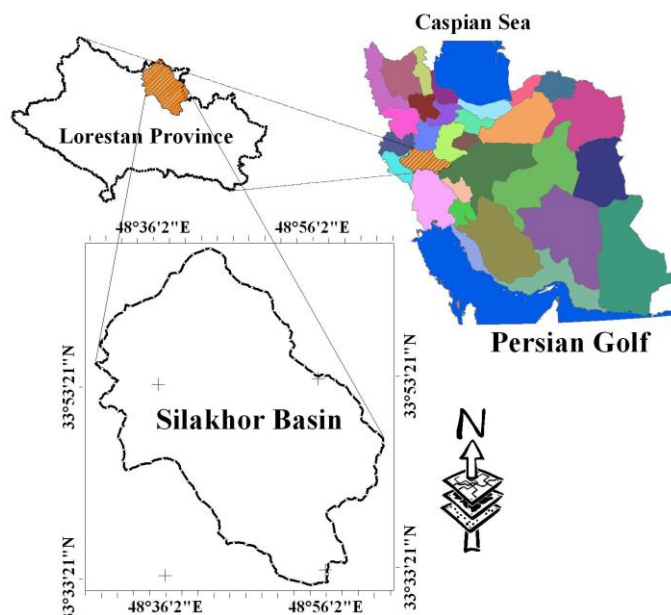 Caspian Sea
Lorestan Province
48°36'2"E
48°56'2"E
Persian Golf
33°53'21"N
33°53'21"N
Silakhor Basin
N
33°33'21"N
33°33'21"N
48°36'2"E
48°56'2"E